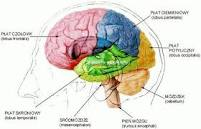 PŁAT CIEMIENIOWY
(lobus parietalis)
PŁAT CZOŁOWY
(lobus frontalis)
PŁAT
POTYLICZNY
(lobus occipitalis)
MÓŻDŻEK
(cerebellum)
PŁAT SKRONIOWY
(lobus temporalis)
ŚRÓDMÓZGOWIE
(mesencephalon)
PIEŃ MÓZGU
(truncus encephali)